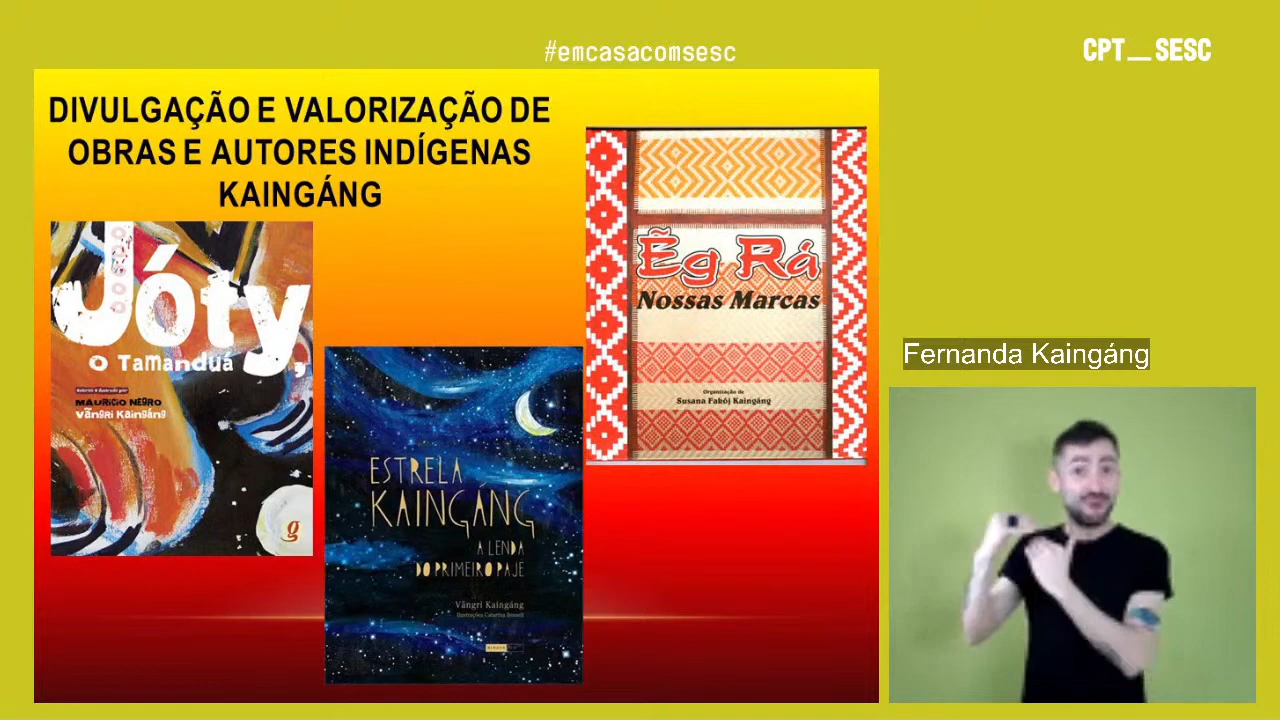 #emcasacomsesc
CPT__SESC
DIVULGAÇÃO E VALORIZAÇÃO DE
OBRAS E AUTORES INDÍGENAS
KAINGÁNG
Jóty,
O Tamanduá
MAURICIO NEGRO
Vãngri Kaingáng
g
ESTRELA
KAINGÁNG
A LENDA
DO PRIMEIRO PAJÉ
Vãngri Kaingáng
Ẽg Rá
Nossas Marcas
Organização de
Susana Fakój Kaingáng
Fernanda Kaingáng